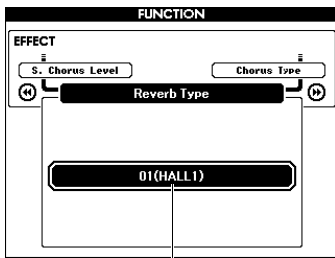 FUNCTION
EFFECT
S. Chorus Level
Chorus Type
Reverb Type
01(HALL1)